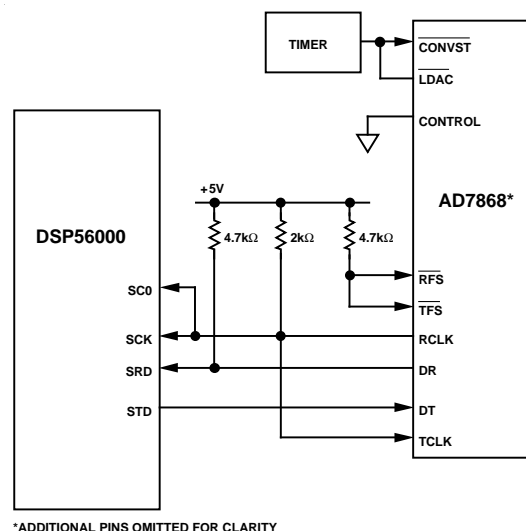 TIMER
CONVST
LDAC
CONTROL
DSP56000
AD7868*
+5V
4.7kΩ
2kΩ
4.7kΩ
SC0
RFS
TFS
SCK
RCLK
SRD
DR
STD
DT
TCLK
*ADDITIONAL PINS OMITTED FOR CLARITY